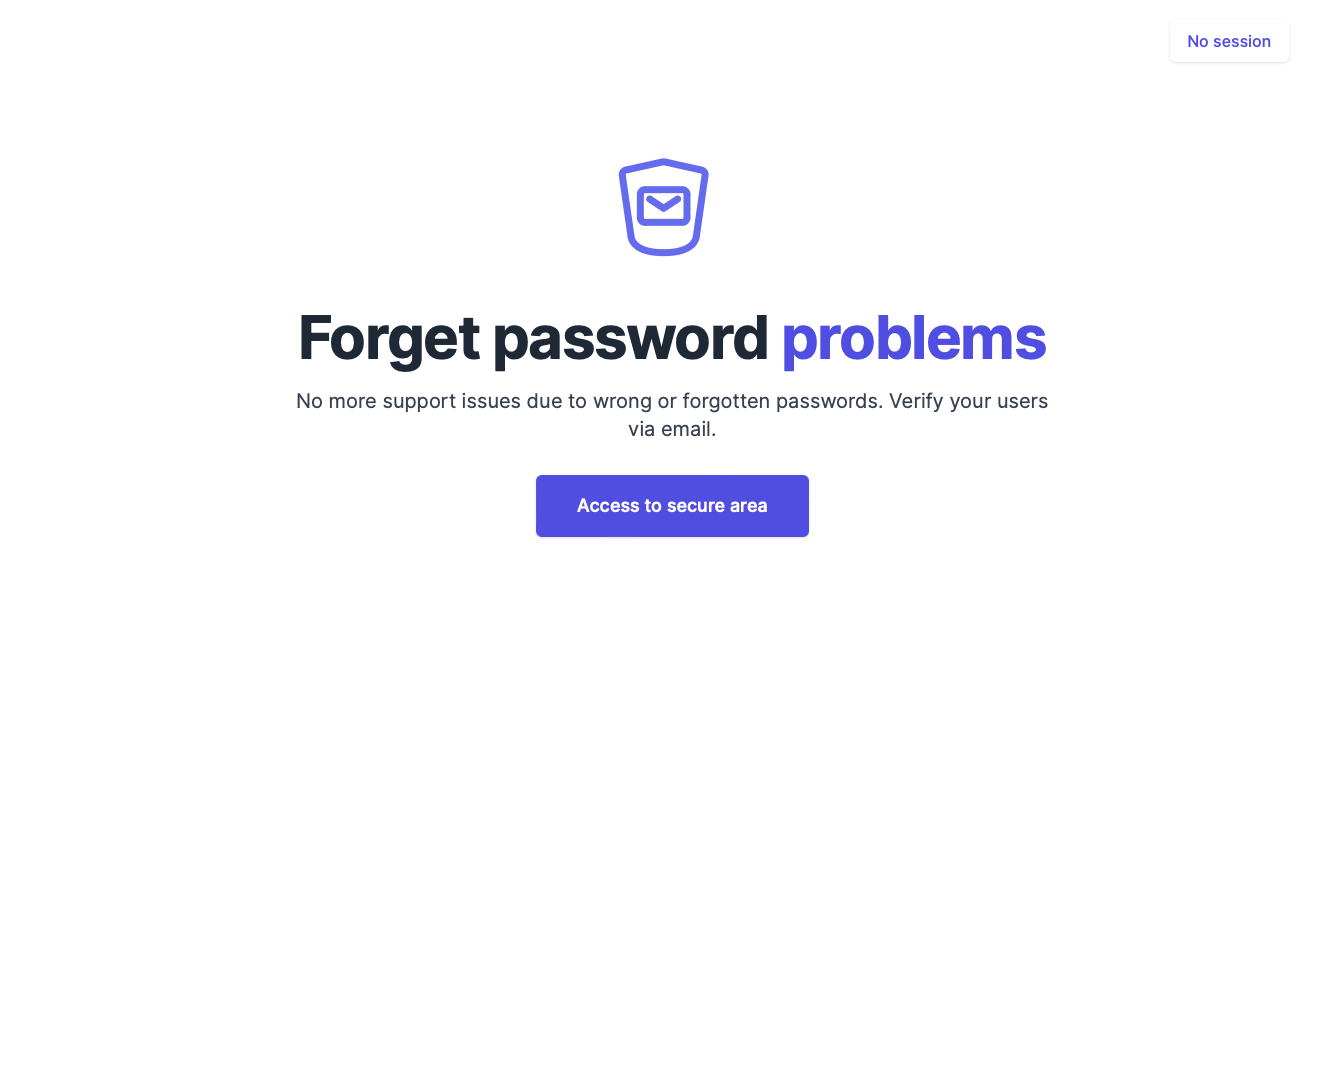 No session
Forget password problems
No more support issues due to wrong or forgotten passwords. Verify your users
via email.
Access to secure area